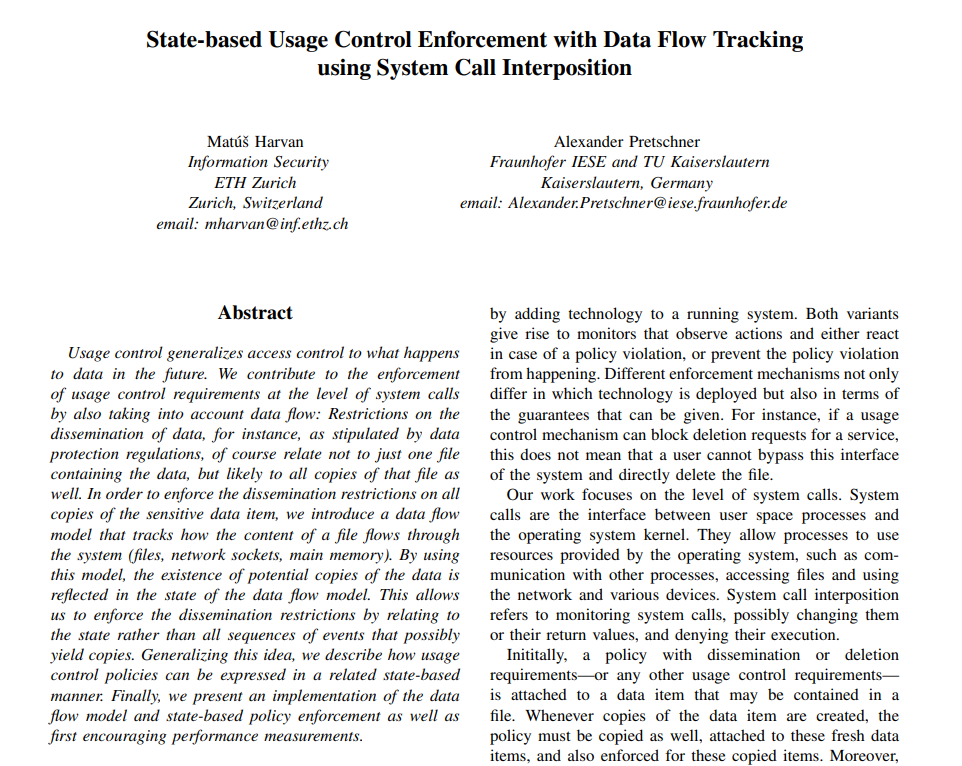 State-based Usage Control Enforcement with Data Flow Tracking
using System Call Interposition
Matúš Harvan
Information Security
ETH Zurich
Zurich, Switzerland
email: mharvan@inf.ethz.ch
Alexander Pretschner
Fraunhofer IESE and TU Kaiserslautern
Kaiserslautern, Germany
email: Alexander.Pretschner@iese.fraunhofer.de
Abstract
Usage control generalizes access control to what happens
to data in the future. We contribute to the enforcement
of usage control requirements at the level of system calls
by also taking into account data flow: Restrictions on the
dissemination of data, for instance, as stipulated by data
protection regulations, of course relate not to just one file
containing the data, but likely to all copies of that file as
well. In order to enforce the dissemination restrictions on all
copies of the sensitive data item, we introduce a data flow
model that tracks how the content of a file flows through
the system (files, network sockets, main memory). By using
this model, the existence of potential copies of the data is
reflected in the state of the data flow model. This allows
us to enforce the dissemination restrictions by relating to
the state rather than all sequences of events that possibly
yield copies. Generalizing this idea, we describe how usage
control policies can be expressed in a related state-based
manner. Finally, we present an implementation of the data
flow model and state-based policy enforcement as well as
first encouraging performance measurements.
by adding technology to a running system. Both variants
give rise to monitors that observe actions and either react
in case of a policy violation, or prevent the policy violation
from happening. Different enforcement mechanisms not only
differ in which technology is deployed but also in terms of
the guarantees that can be given. For instance, if a usage
control mechanism can block deletion requests for a service,
this does not mean that a user cannot bypass this interface
of the system and directly delete the file.
Our work focuses on the level of system calls. System
calls are the interface between user space processes and
the operating system kernel. They allow processes to use
resources provided by the operating system, such as com-
munication with other processes, accessing files and using
the network and various devices. System call interposition
refers to monitoring system calls, possibly changing them
or their return values, and denying their execution.
Inititally, a policy with dissemination or deletion
requirements—or any other usage control requirements—
is attached to a data item that may be contained in a
file. Whenever copies of the data item are created, the
policy must be copied as well, attached to these fresh data
items, and also enforced for these copied items. Moreover,